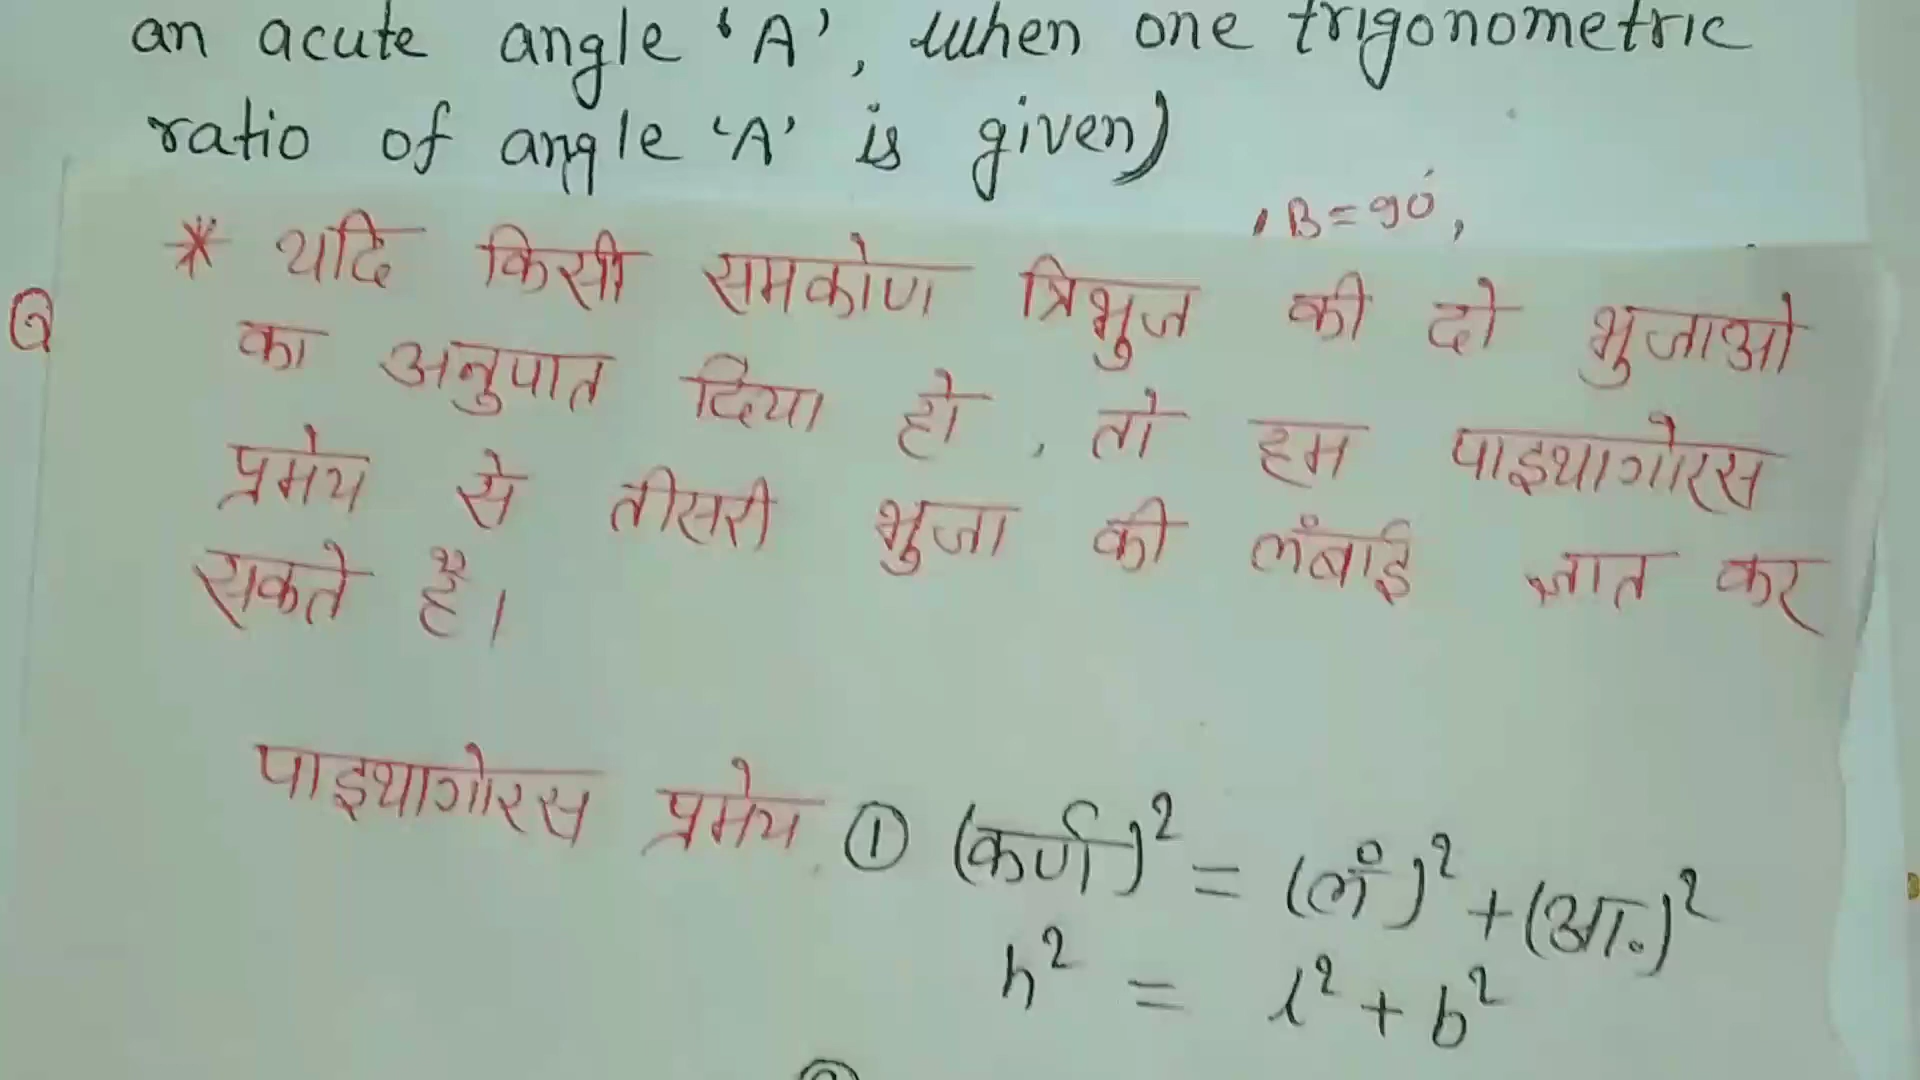 an acute angle 'A', when one trigonometric
ratio of angle 'A' is given)
, B = 90°,
* यदि किसी समकोण त्रिभुज की दो भुजाओ
का अनुपात दिया हो, तो हम पाइथागोरस
प्रमेय से तीसरी भुजा की लंबाई ज्ञात कर
सकते हैं।
पाइथागोरस प्रमेय ① (कर्ण)² = (लं)² + (आ.)²
h² = l² + b²